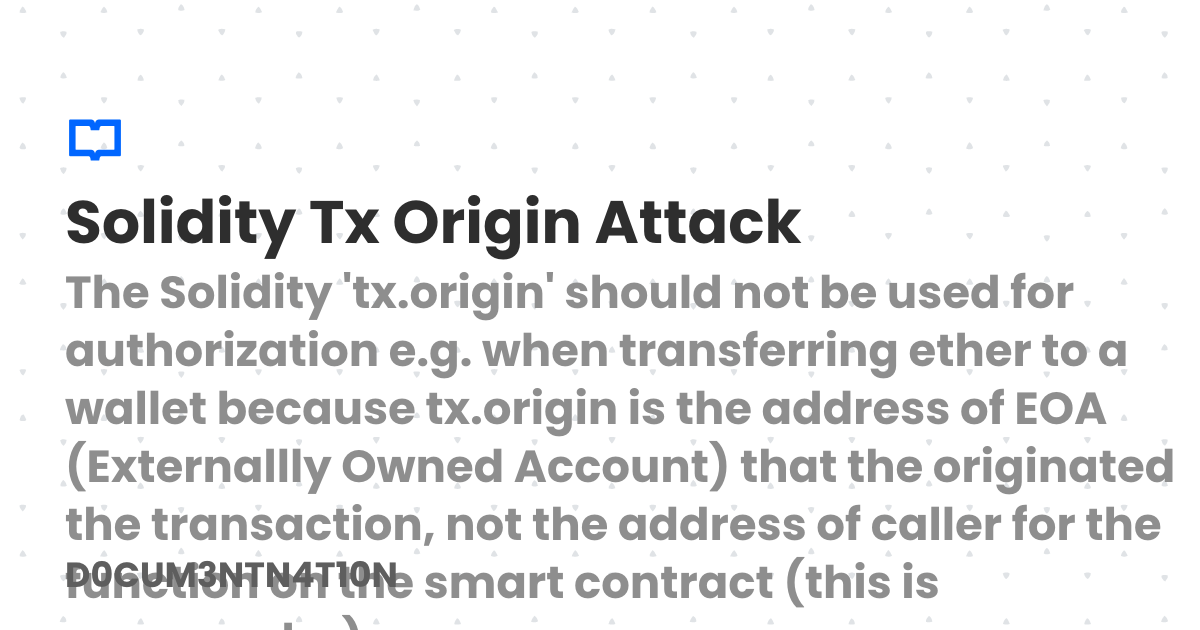 Solidity Tx Origin Attack
The Solidity 'tx.origin' should not be used for
authorization e.g. when transferring ether to a
wallet because tx.origin is the address of EOA
(Externallly Owned Account) that the originated
the transaction, not the address of caller for the
D0GUM3NTN4T10N
function on the smart contract (this is